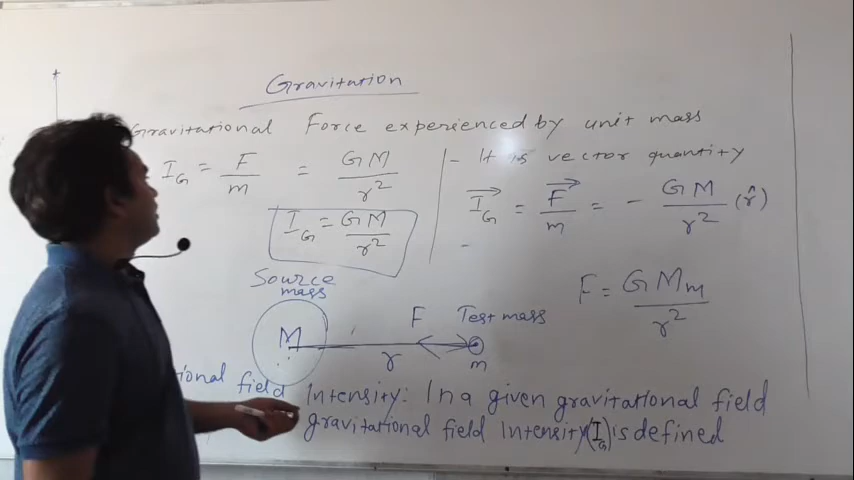 Gravitation
Gravitational Force experienced by unit mass
I_G = F/m = GM/r²
I_G = GM/r²
- It is vector quantity
I_G⃗ = F⃗/m = - GM/r² (r̂)
-
Source
mass
M
F
r
Test mass
m
F = GMm/r²
ional field Intensity: In a given gravitational field
gravitational field Intensity (I_G) is defined